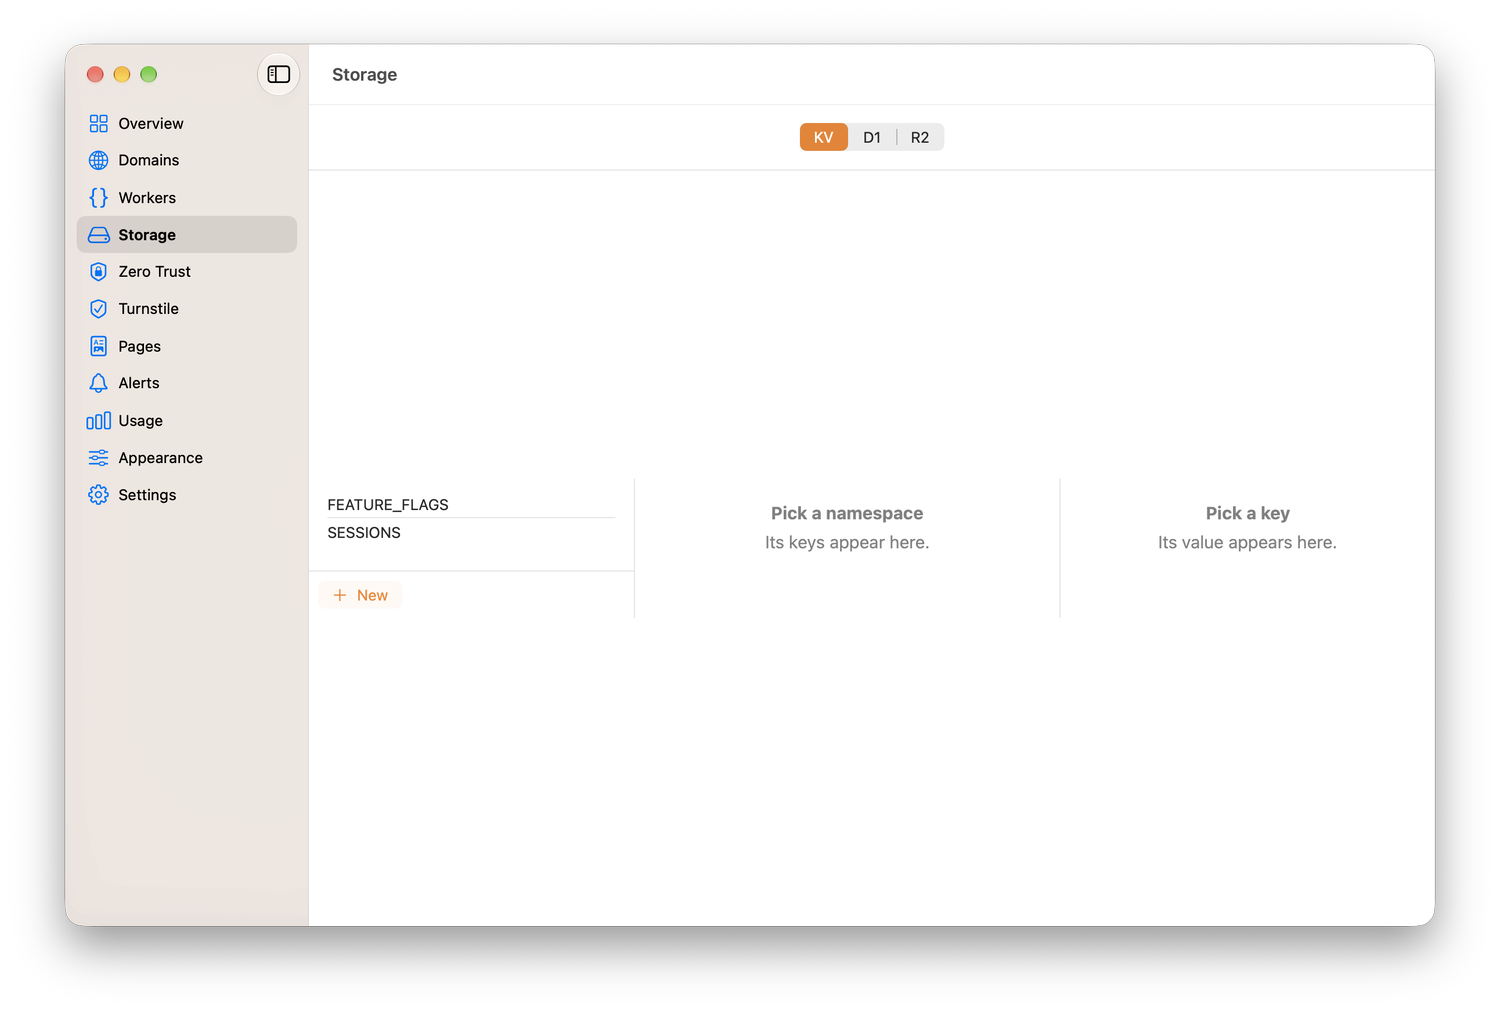 Storage
KV
D1
R2
Overview
Domains
Workers
Storage
Zero Trust
Turnstile
Pages
Alerts
Usage
Appearance
Settings
FEATURE_FLAGS
SESSIONS
New
Pick a namespace
Its keys appear here.
Pick a key
Its value appears here.